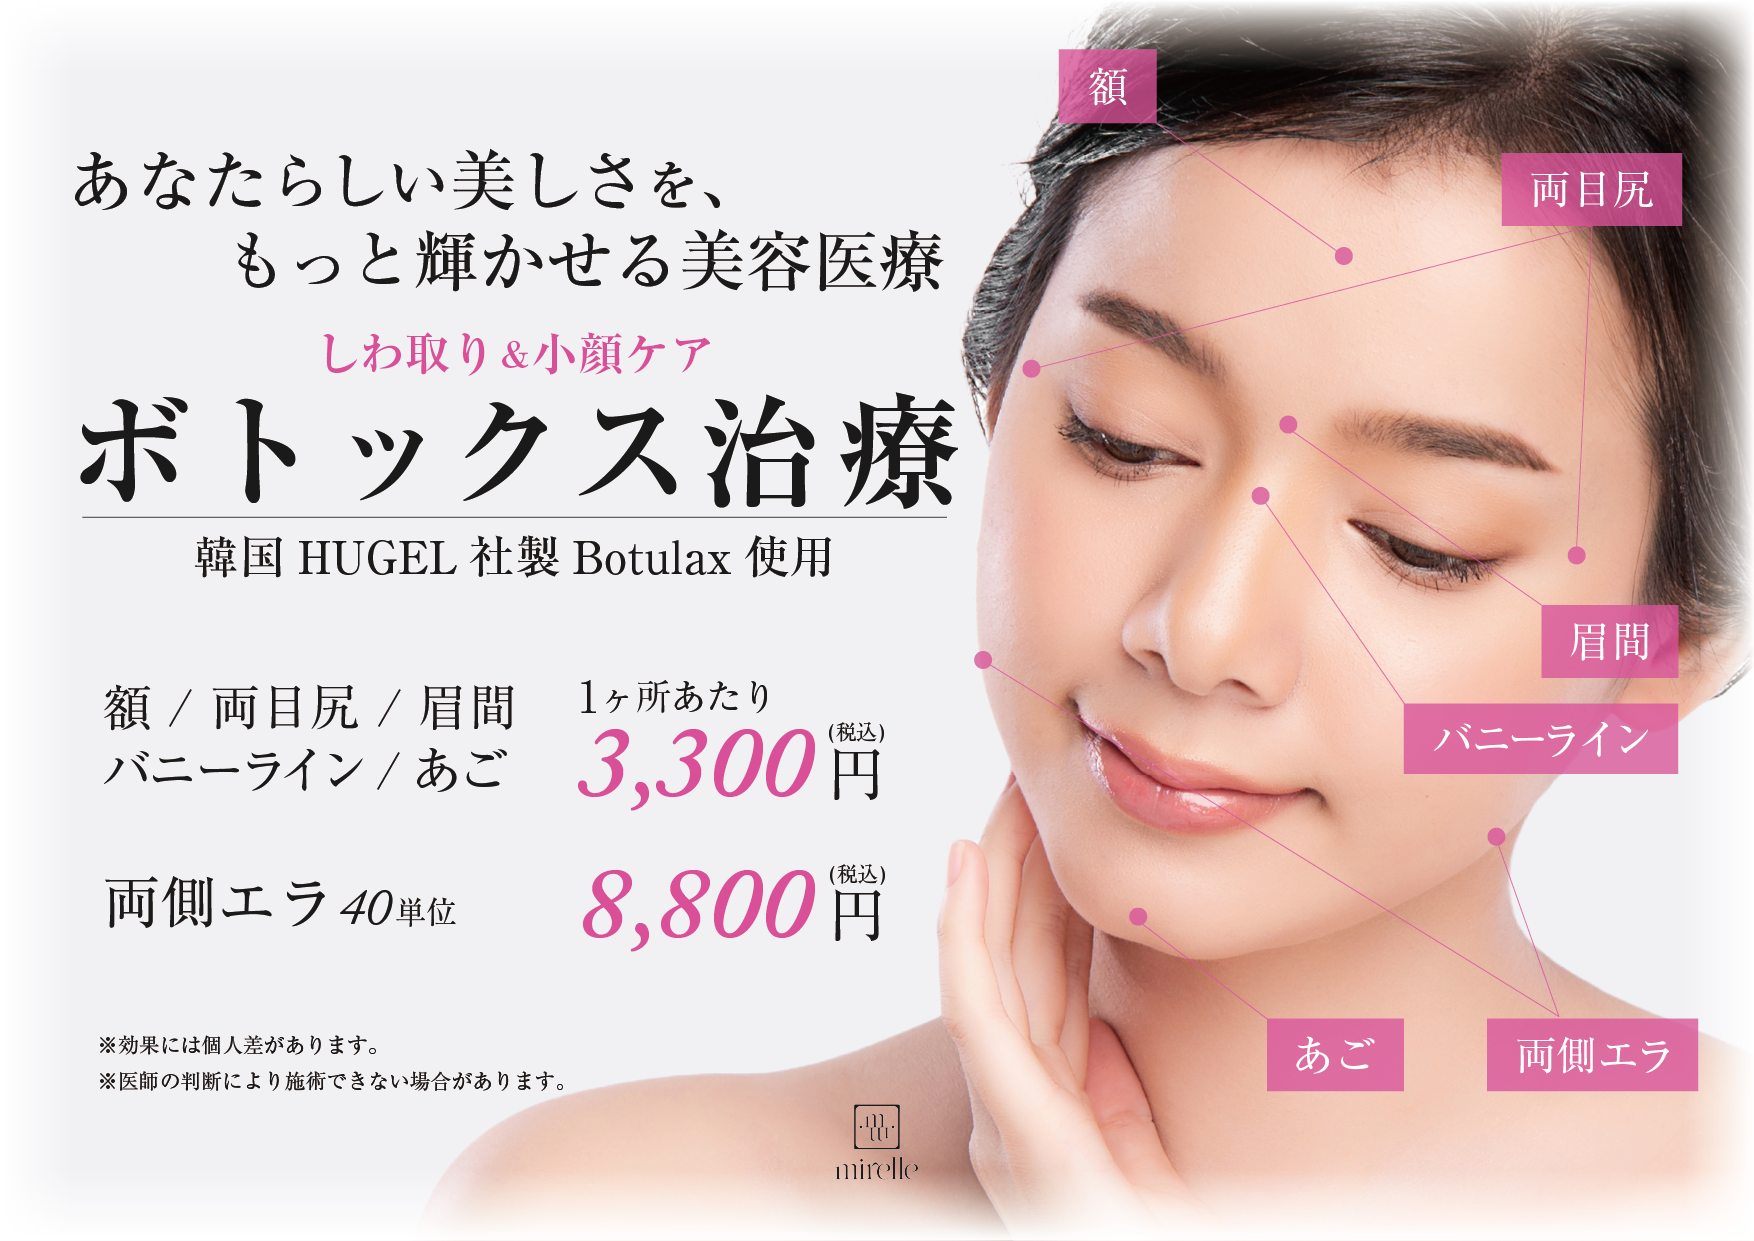 あなたらしい美しさを、
もっと輝かせる美容医療
しわ取り&小顔ケア
ボトックス治療
韓国 HUGEL 社製 Botulax 使用
額 / 両目尻 / 眉間
バニーライン / あご
1ヶ所あたり
3,300円(税込)
両側エラ 40単位
8,800円(税込)
※効果には個人差があります。
※医師の判断により施術できない場合があります。
mirelle
額
両目尻
眉間
バニーライン
あご
両側エラ